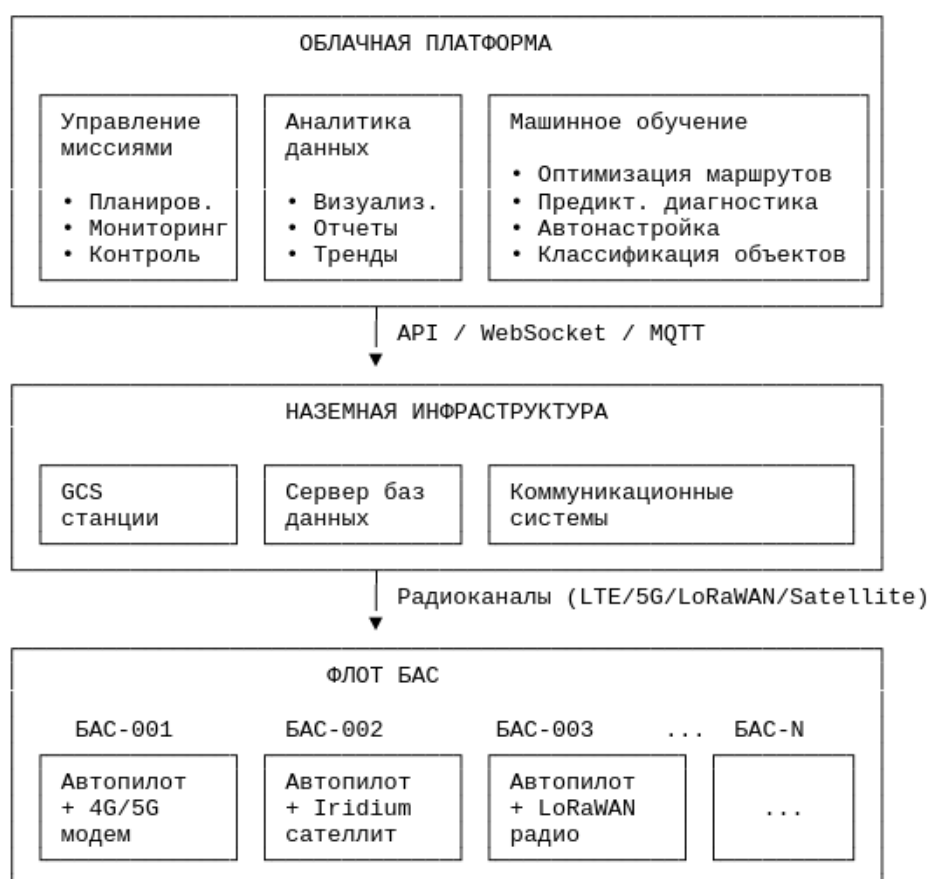 ОБЛАЧНАЯ ПЛАТФОРМА
Управление
миссиями
• Планиров.
• Мониторинг
• Контроль
Аналитика
данных
• Визуализ.
• Отчеты
• Тренды
Машинное обучение
• Оптимизация маршрутов
• Предикт. диагностика
• Автонастройка
• Классификация объектов
API / WebSocket / MQTT
НАЗЕМНАЯ ИНФРАСТРУКТУРА
GCS
станции
Сервер баз
данных
Коммуникационные
системы
Радиоканалы (LTE/5G/LoRaWAN/Satellite)
ФЛОТ БАС
БАС-001 БАС-002 БАС-003 ... БАС-N
Автопилот
+ 4G/5G
модем
Автопилот
+ Iridium
сателлит
Автопилот
+ LoRaWAN
радио
...